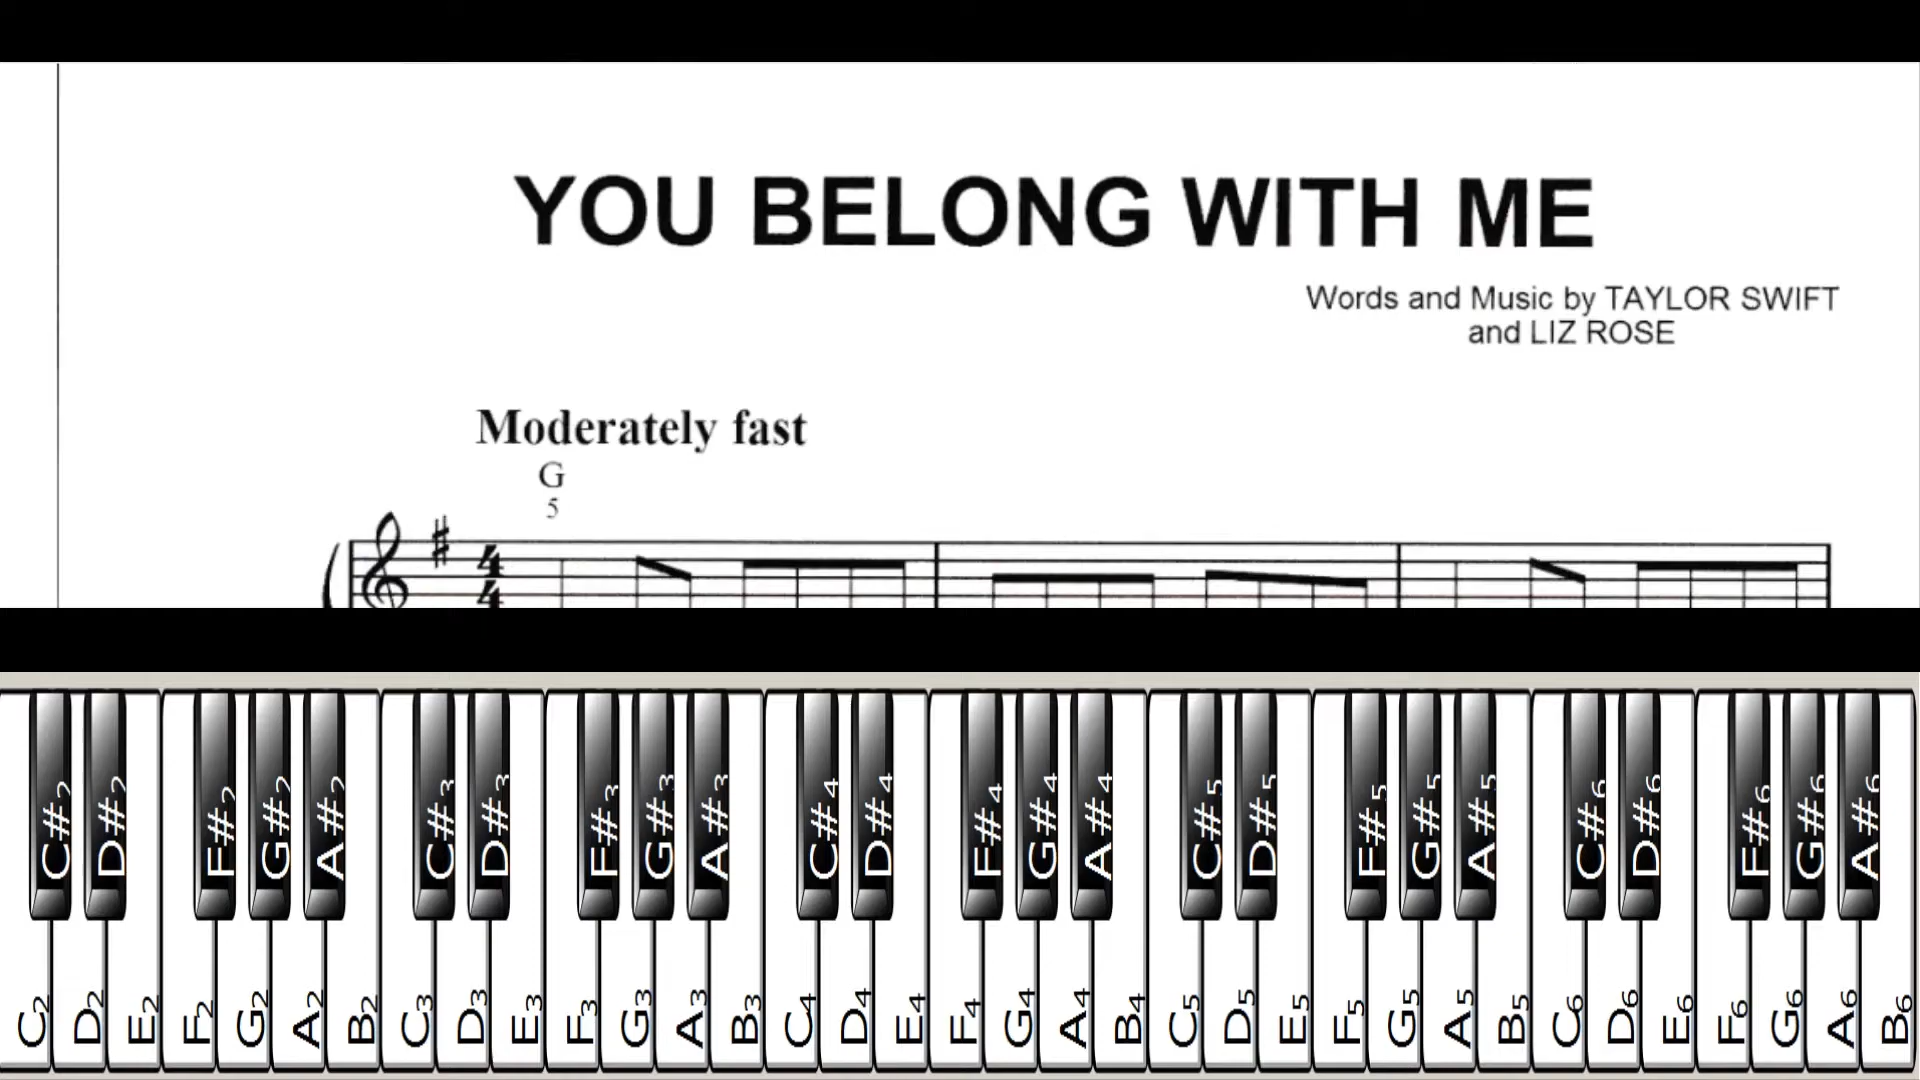 YOU BELONG WITH ME
Words and Music by TAYLOR SWIFT
and LIZ ROSE
Moderately fast
G
5
4
4
C#2 D#2 F#2 G#2 A#2 C#3 D#3 F#3 G#3 A#3 C#4 D#4 F#4 G#4 A#4 C#5 D#5 F#5 G#5 A#5 C#6 D#6 F#6 G#6 A#6
C2 D2 E2 F2 G2 A2 B2 C3 D3 E3 F3 G3 A3 B3 C4 D4 E4 F4 G4 A4 B4 C5 D5 E5 F5 G5 A5 B5 C6 D6 E6 F6 G6 A6 B6